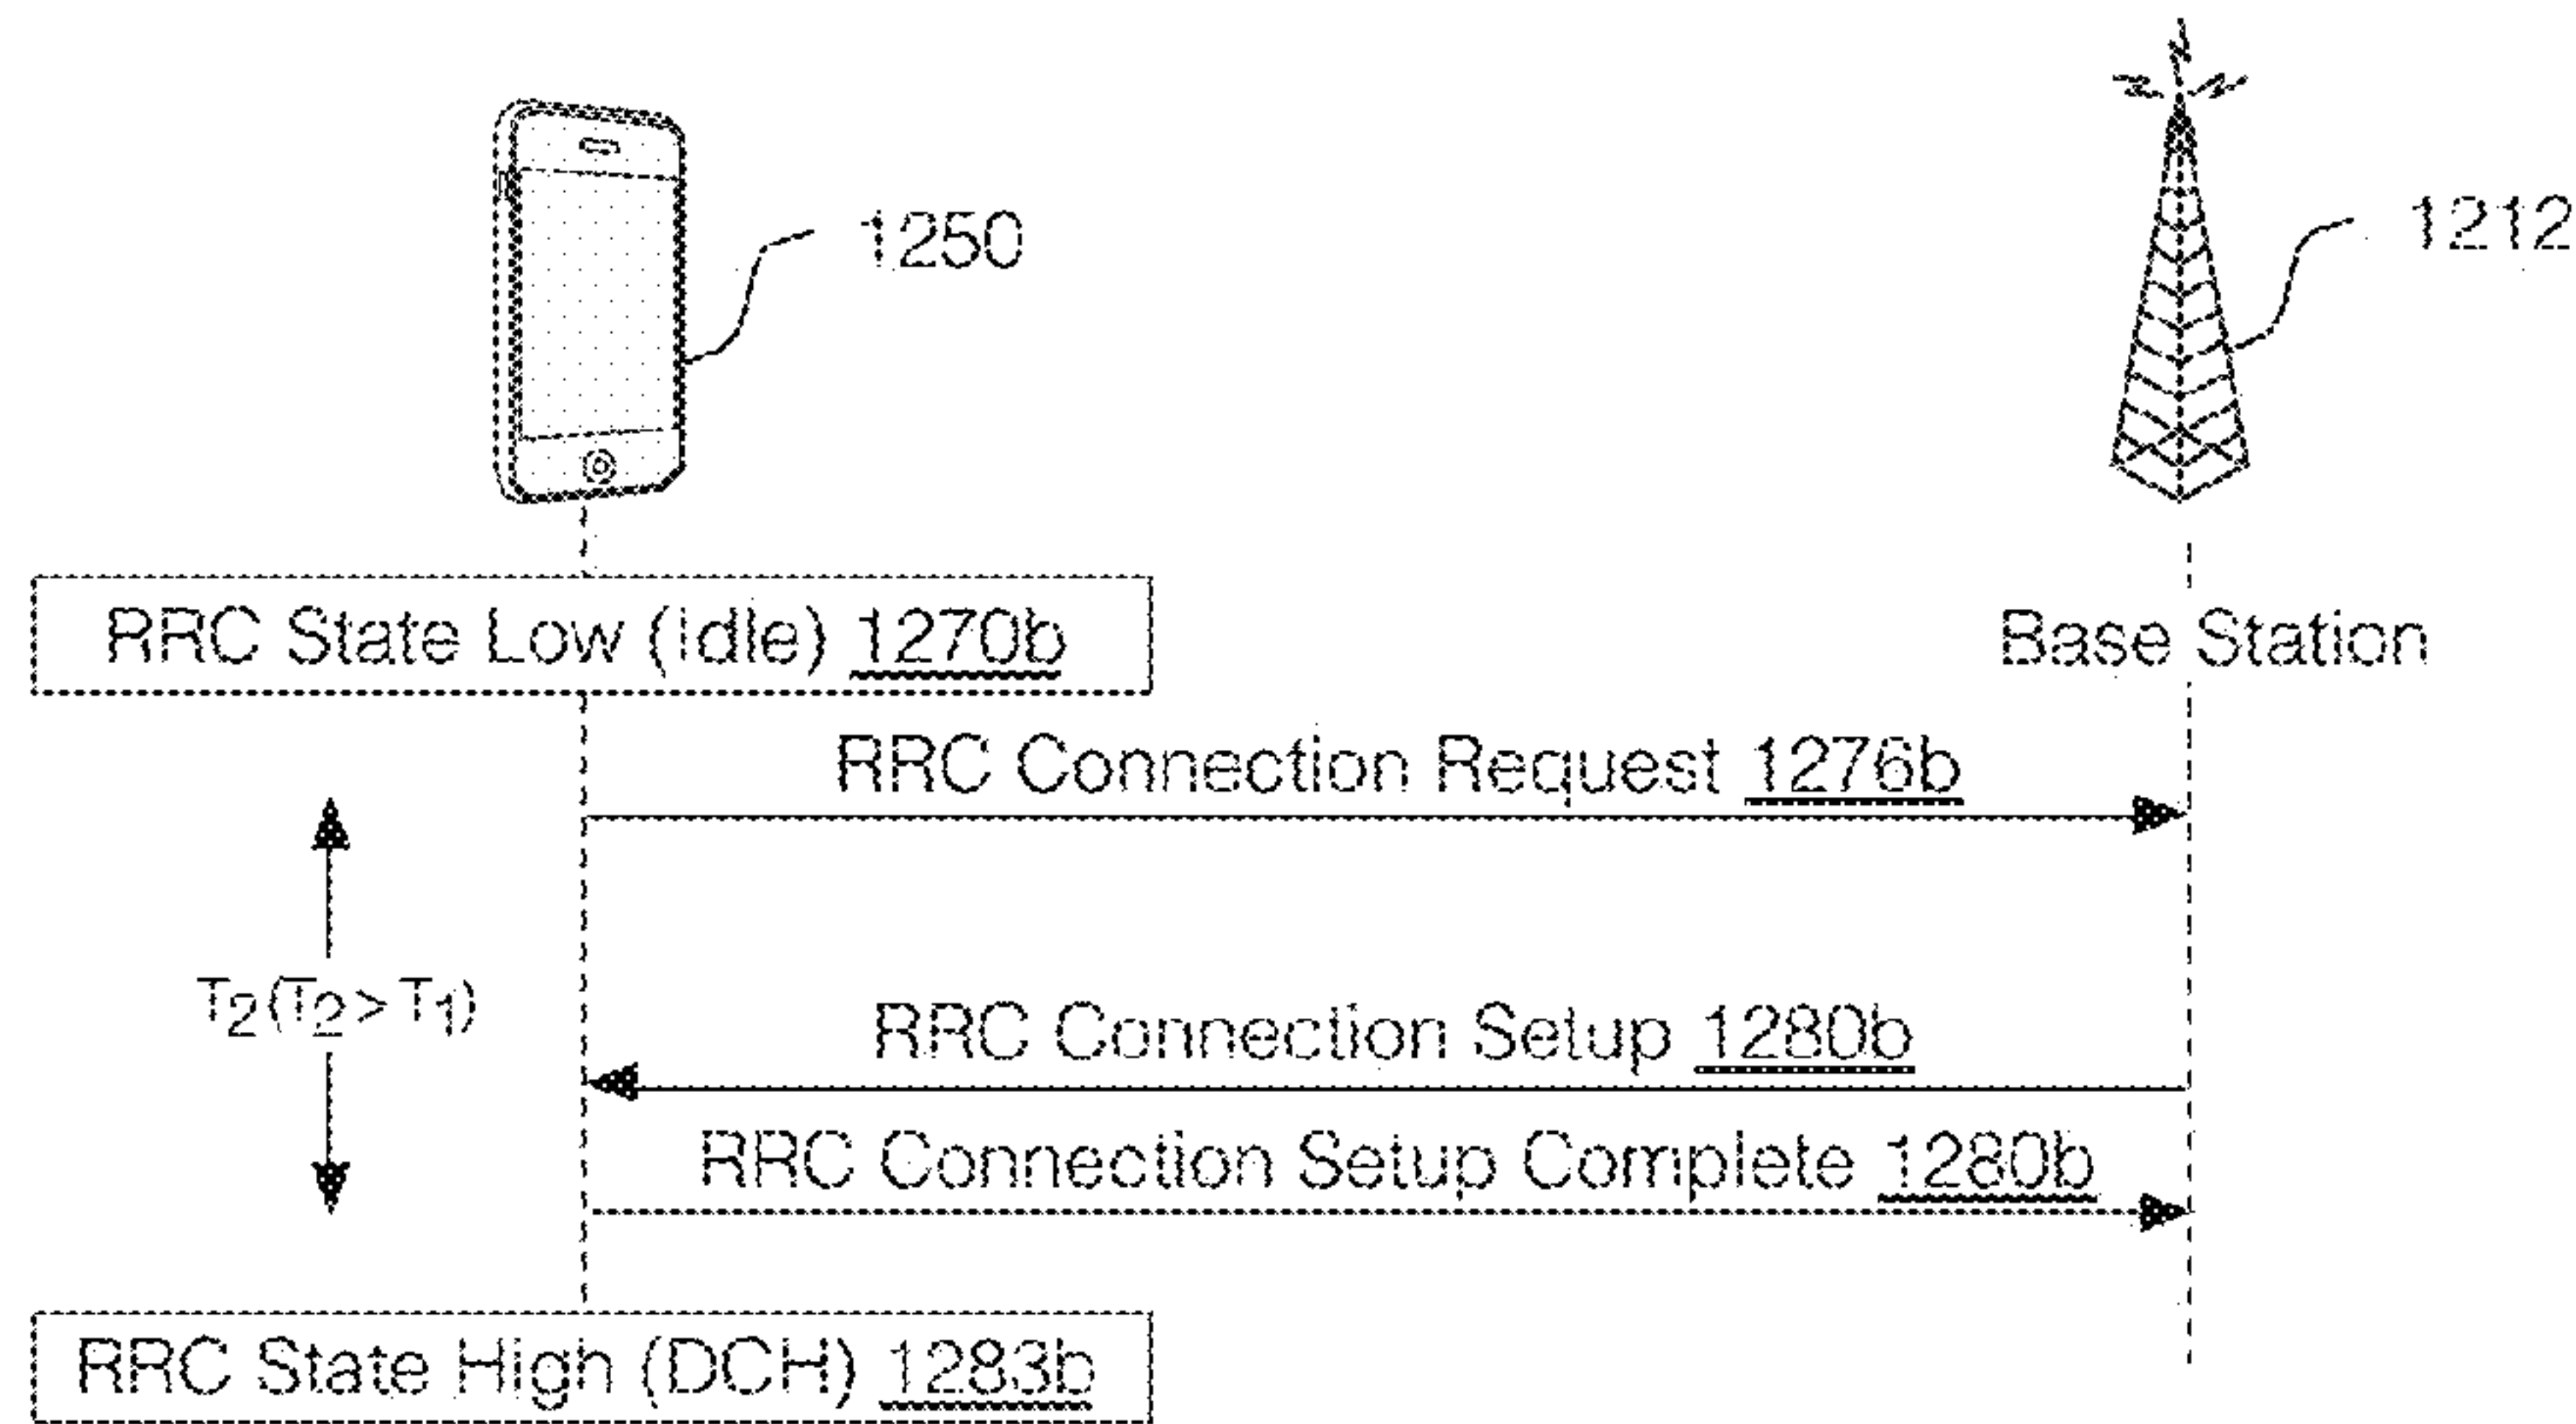 1250
1212
RRC State Low (Idle) 1270b
Base Station
RRC Connection Request 1276b
T2(T2>T1)
RRC Connection Setup 1280b
RRC Connection Setup Complete 1280b
RRC State High (DCH) 1283b